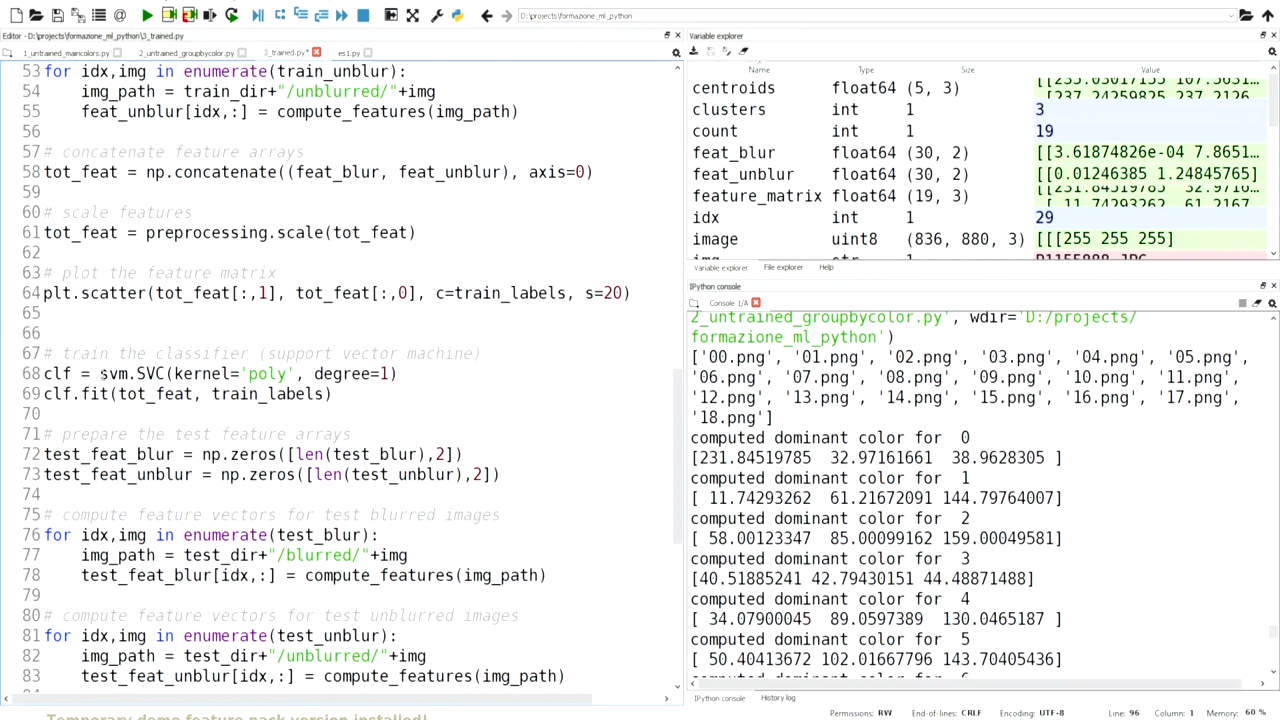 D:\projects\formazione_ml_python
Editor - D:\projects\formazione_ml_python\3_trained.py
1_untrained_maincolors.py
2_untrained_groupbycolor.py
3_trained.py*
es1.py
53 for idx,img in enumerate(train_unblur):
54 img_path = train_dir+"/unblurred/"+img
55 feat_unblur[idx,:] = compute_features(img_path)
56
57 # concatenate feature arrays
58 tot_feat = np.concatenate((feat_blur, feat_unblur), axis=0)
59
60 # scale features
61 tot_feat = preprocessing.scale(tot_feat)
62
63 # plot the feature matrix
64 plt.scatter(tot_feat[:,1], tot_feat[:,0], c=train_labels, s=20)
65
66
67 # train the classifier (support vector machine)
68 clf = svm.SVC(kernel='poly', degree=1)
69 clf.fit(tot_feat, train_labels)
70
71 # prepare the test feature arrays
72 test_feat_blur = np.zeros([len(test_blur),2])
73 test_feat_unblur = np.zeros([len(test_unblur),2])
74
75 # compute feature vectors for test blurred images
76 for idx,img in enumerate(test_blur):
77 img_path = test_dir+"/blurred/"+img
78 test_feat_blur[idx,:] = compute_features(img_path)
79
80 # compute feature vectors for test unblurred images
81 for idx,img in enumerate(test_unblur):
82 img_path = test_dir+"/unblurred/"+img
83 test_feat_unblur[idx,:] = compute_features(img_path)
Temporary demo feature pack version installed!
Variable explorer
Name Type Size Value
centroids float64 (5, 3)
clusters int 1 3
count int 1 19
feat_blur float64 (30, 2) [[3.61874826e-04 7.8651…
feat_unblur float64 (30, 2) [[0.01246385 1.24845765]
feature_matrix float64 (19, 3)
idx int 1 29
image uint8 (836, 880, 3) [[[255 255 255]
Variable explorer File explorer Help
IPython console
Console 1/A
2_untrained_groupbycolor.py', wdir='D:/projects/
formazione_ml_python')
['00.png', '01.png', '02.png', '03.png', '04.png', '05.png',
'06.png', '07.png', '08.png', '09.png', '10.png', '11.png',
'12.png', '13.png', '14.png', '15.png', '16.png', '17.png',
'18.png']
computed dominant color for 0
[231.84519785 32.97161661 38.9628305 ]
computed dominant color for 1
[ 11.74293262 61.21672091 144.79764007]
computed dominant color for 2
[ 58.00123347 85.00099162 159.00049581]
computed dominant color for 3
[40.51885241 42.79430151 44.48871488]
computed dominant color for 4
[ 34.07900045 89.0597389 130.0465187 ]
computed dominant color for 5
[ 50.40413672 102.01667796 143.70405436]
IPython console History log
Permissions: RW End-of-lines: CRLF Encoding: UTF-8 Line: 96 Column: 1 Memory: 60 %